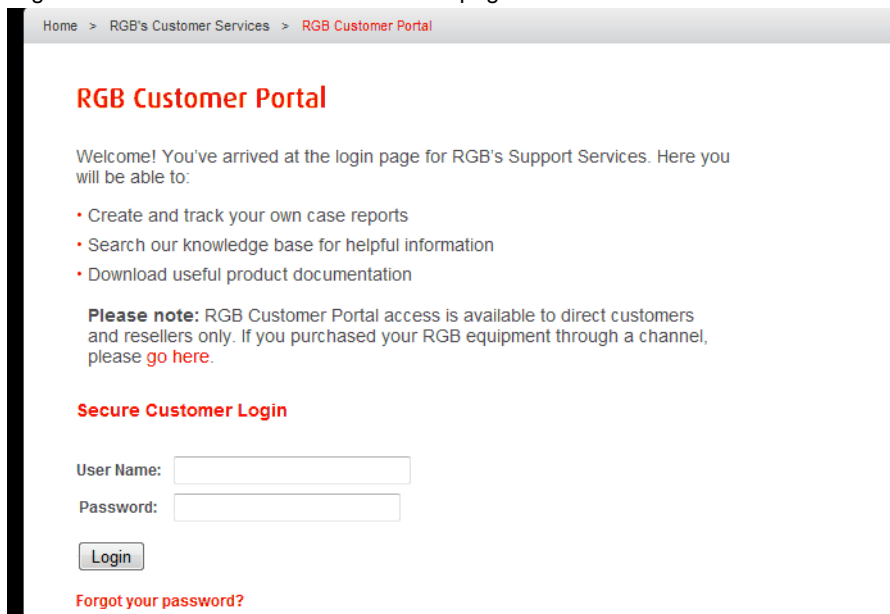 Home > RGB's Customer Services > RGB Customer Portal
RGB Customer Portal
Welcome! You've arrived at the login page for RGB's Support Services. Here you
will be able to:
• Create and track your own case reports
• Search our knowledge base for helpful information
• Download useful product documentation
Please note: RGB Customer Portal access is available to direct customers
and resellers only. If you purchased your RGB equipment through a channel,
please go here.
Secure Customer Login
User Name:
Password:
Login
Forgot your password?